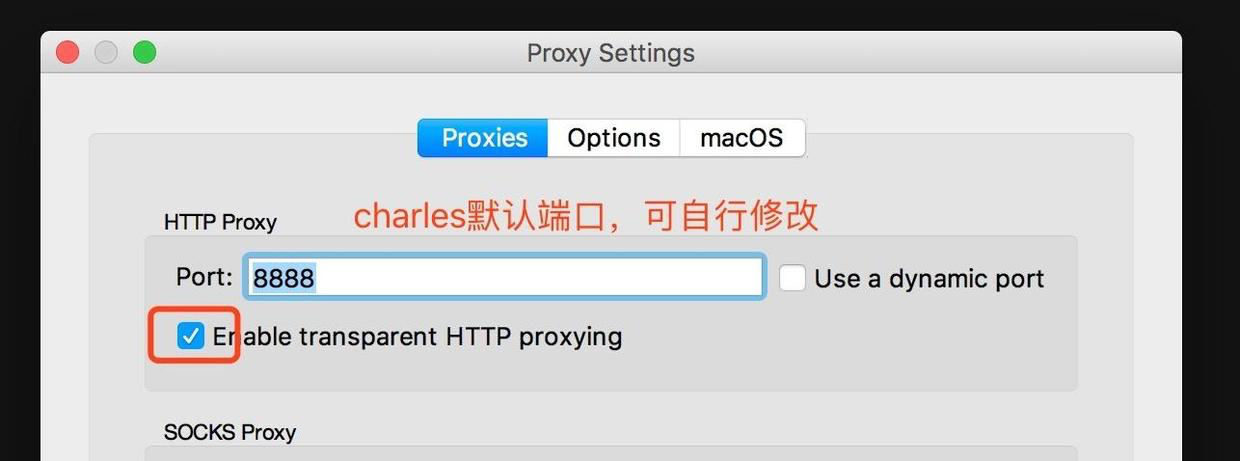 Proxy Settings
Proxies Options macOS
charles默认端口，可自行修改
HTTP Proxy
Port: 8888 Use a dynamic port
Enable transparent HTTP proxying
SOCKS Proxy